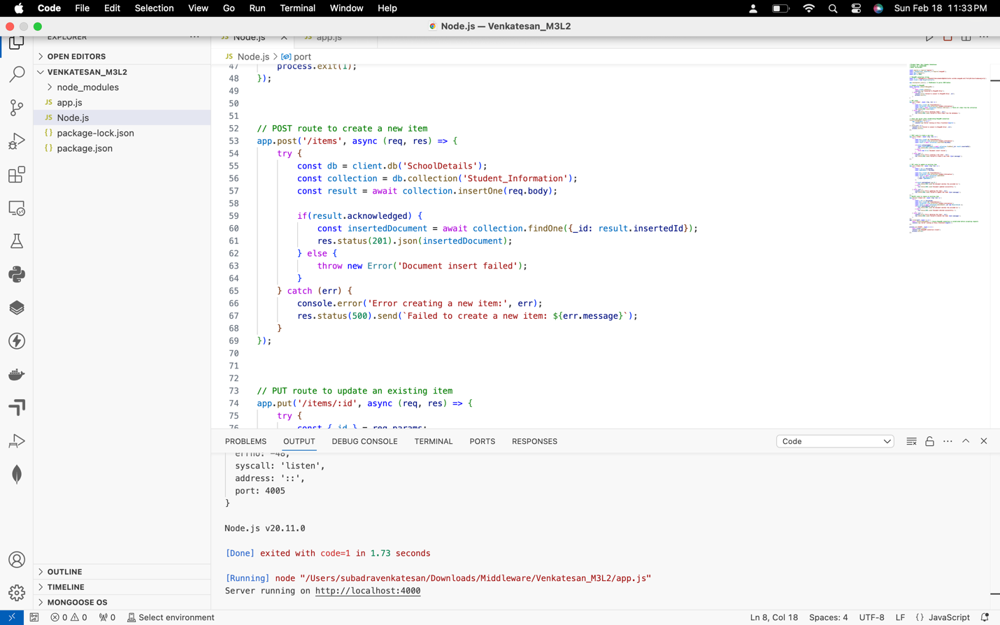 Code File Edit Selection View Go Run Terminal Window Help Sun Feb 18 11:33 PM
Node.js — Venkatesan_M3L2
EXPLORER ···
JS Node.js × JS app.js
JS Node.js > port
> OPEN EDITORS
VENKATESAN_M3L2
> node_modules
JS app.js
JS Node.js
{} package-lock.json
{} package.json
> OUTLINE
> TIMELINE
> MONGOOSE OS
47 process.exit(1);
48 });
49
50
51
52 // POST route to create a new item
53 app.post('/items', async (req, res) => {
54 try {
55 const db = client.db('SchoolDetails');
56 const collection = db.collection('Student_Information');
57 const result = await collection.insertOne(req.body);
58
59 if(result.acknowledged) {
60 const insertedDocument = await collection.findOne({_id: result.insertedId});
61 res.status(201).json(insertedDocument);
62 } else {
63 throw new Error('Document insert failed');
64 }
65 } catch (err) {
66 console.error('Error creating a new item:', err);
67 res.status(500).send(`Failed to create a new item: ${err.message}`);
68 }
69 });
70
71
72
73 // PUT route to update an existing item
74 app.put('/items/:id', async (req, res) => {
75 try {
76 const { id } = req.params;
PROBLEMS OUTPUT DEBUG CONSOLE TERMINAL PORTS RESPONSES Code
errno: -48,
syscall: 'listen',
address: '::',
port: 4005
}
Node.js v20.11.0
[Done] exited with code=1 in 1.73 seconds
[Running] node "/Users/subadravenkatesan/Downloads/Middleware/Venkatesan_M3L2/app.js"
Server running on http://localhost:4000
0 0 0 Select environment Ln 8, Col 18 Spaces: 4 UTF-8 LF {} JavaScript